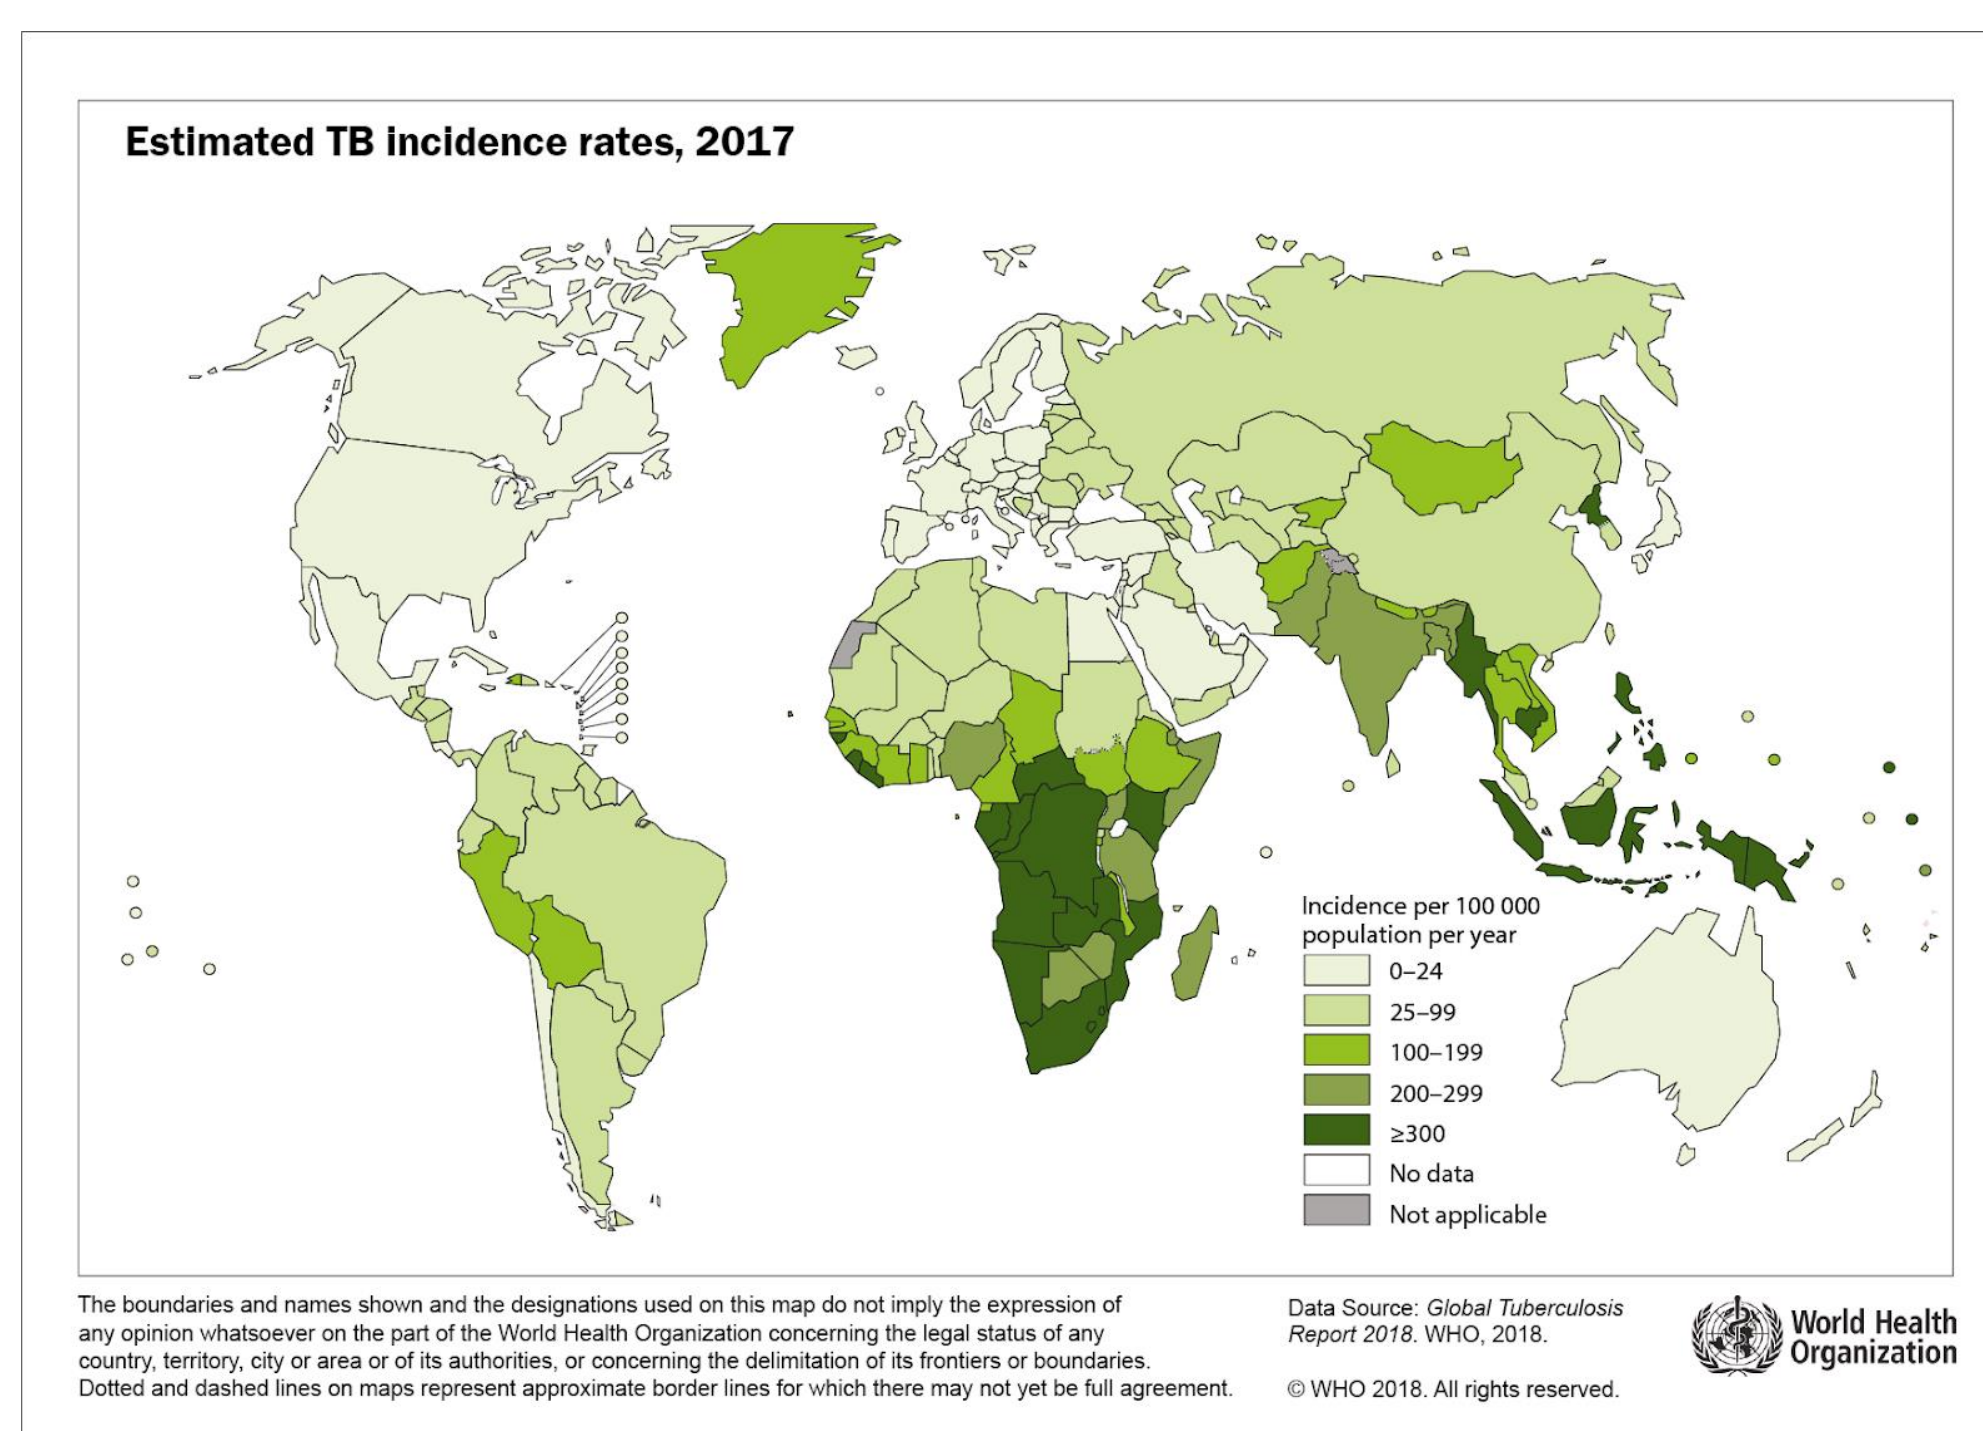 Estimated TB incidence rates, 2017
Incidence per 100 000
population per year
0–24
25–99
100–199
200–299
≥300
No data
Not applicable
The boundaries and names shown and the designations used on this map do not imply the expression of
any opinion whatsoever on the part of the World Health Organization concerning the legal status of any
country, territory, city or area or of its authorities, or concerning the delimitation of its frontiers or boundaries.
Dotted and dashed lines on maps represent approximate border lines for which there may not yet be full agreement.
Data Source: Global Tuberculosis
Report 2018. WHO, 2018.
© WHO 2018. All rights reserved.
World Health
Organization